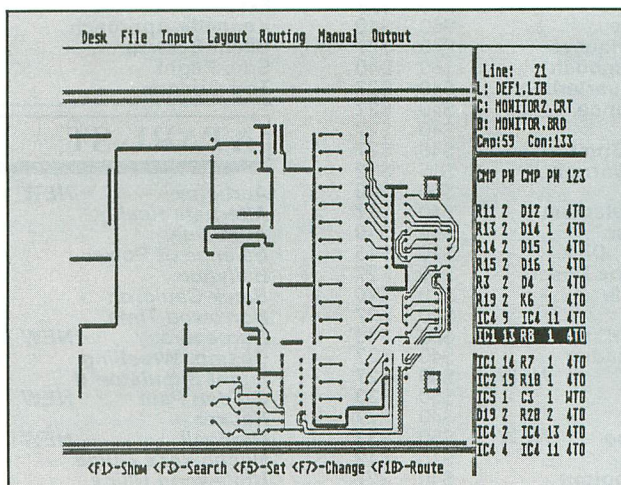 Desk File Input Layout Routing Manual Output
Line: 21
L: DEF1.LIB
C: MONITOR2.CRT
B: MONITOR.BRD
Cmp:59 Con:133
CMP PN CMP PN 123
R11 2 D12 1 4TO
R13 2 D14 1 4TO
R14 2 D15 1 4TO
R15 2 D16 1 4TO
R3 2 D4 1 4TO
R19 2 K6 1 4TO
IC4 9 IC4 11 4TO
IC1 13 R8 1 4TO
IC1 14 R7 1 4TO
IC2 19 R18 1 4TO
IC5 1 C3 1 WTO
D19 2 R20 2 4TO
IC4 2 IC4 13 4TO
IC4 4 IC4 11 4TO
<F1>-Show <F3>-Search <F5>-Set <F7>-Change <F10>-Route